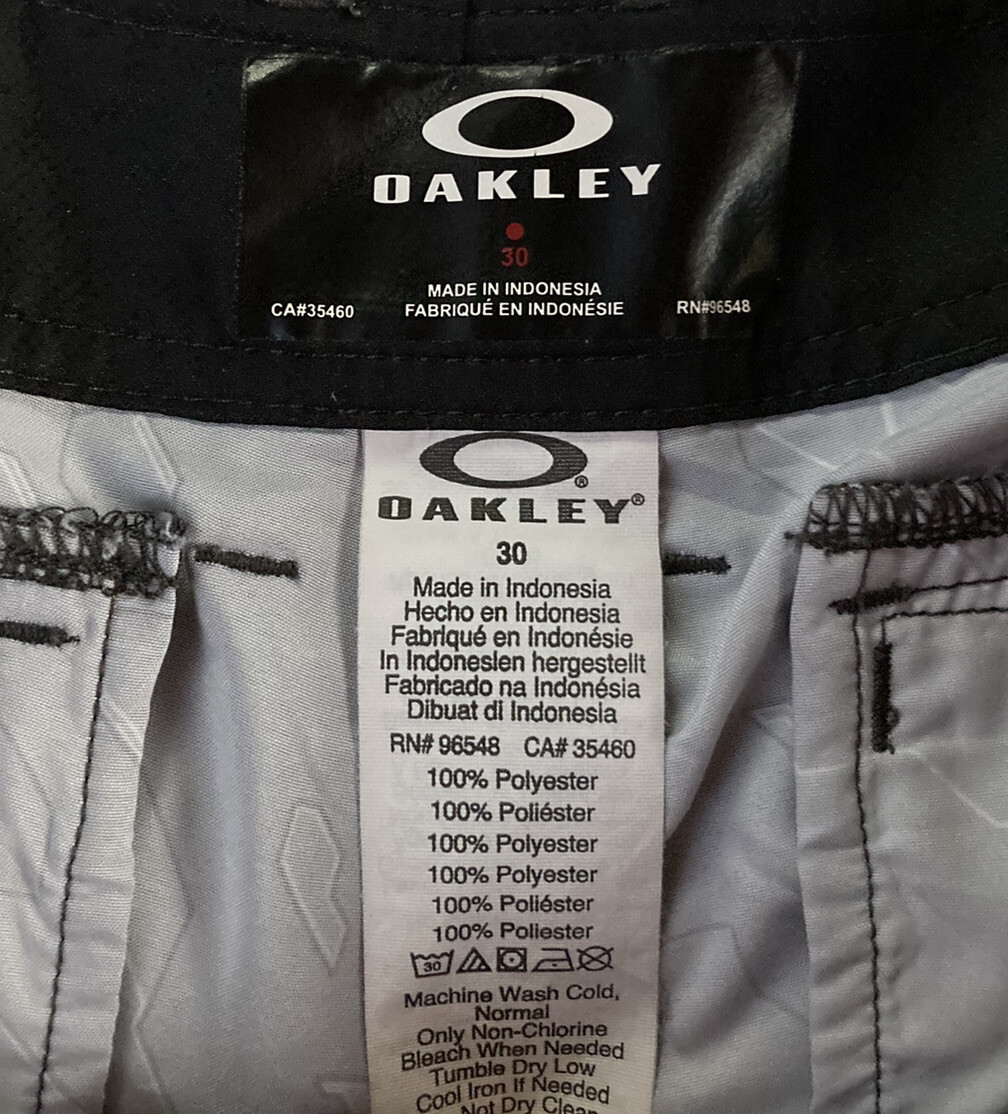 OAKLEY
30
MADE IN INDONESIA
CA#35460 FABRIQUÉ EN INDONÉSIE RN#96548
OAKLEY®
30
Made in Indonesia
Hecho en Indonesia
Fabriqué en Indonésie
In Indonesien hergestellt
Fabricado na Indonésia
Dibuat di Indonesia
RN# 96548 CA# 35460
100% Polyester
100% Poliéster
100% Polyester
100% Polyester
100% Poliéster
100% Poliester
30
Machine Wash Cold,
Normal
Only Non-Chlorine
Bleach When Needed
Tumble Dry Low
Cool Iron If Needed
Not Dry Clean